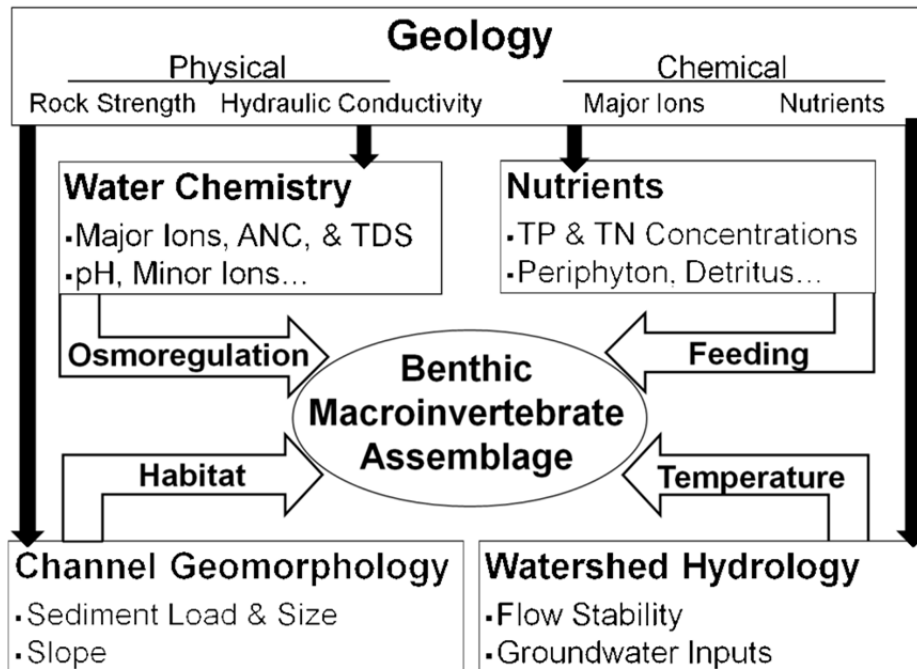 Geology
Physical
Chemical
Rock Strength Hydraulic Conductivity
Major Ions Nutrients
Water Chemistry
▪Major Ions, ANC, & TDS
▪pH, Minor Ions...
Nutrients
▪TP & TN Concentrations
▪Periphyton, Detritus...
Osmoregulation
Feeding
Benthic
Macroinvertebrate
Assemblage
Habitat
Temperature
Channel Geomorphology
▪Sediment Load & Size
▪Slope
Watershed Hydrology
▪Flow Stability
▪Groundwater Inputs